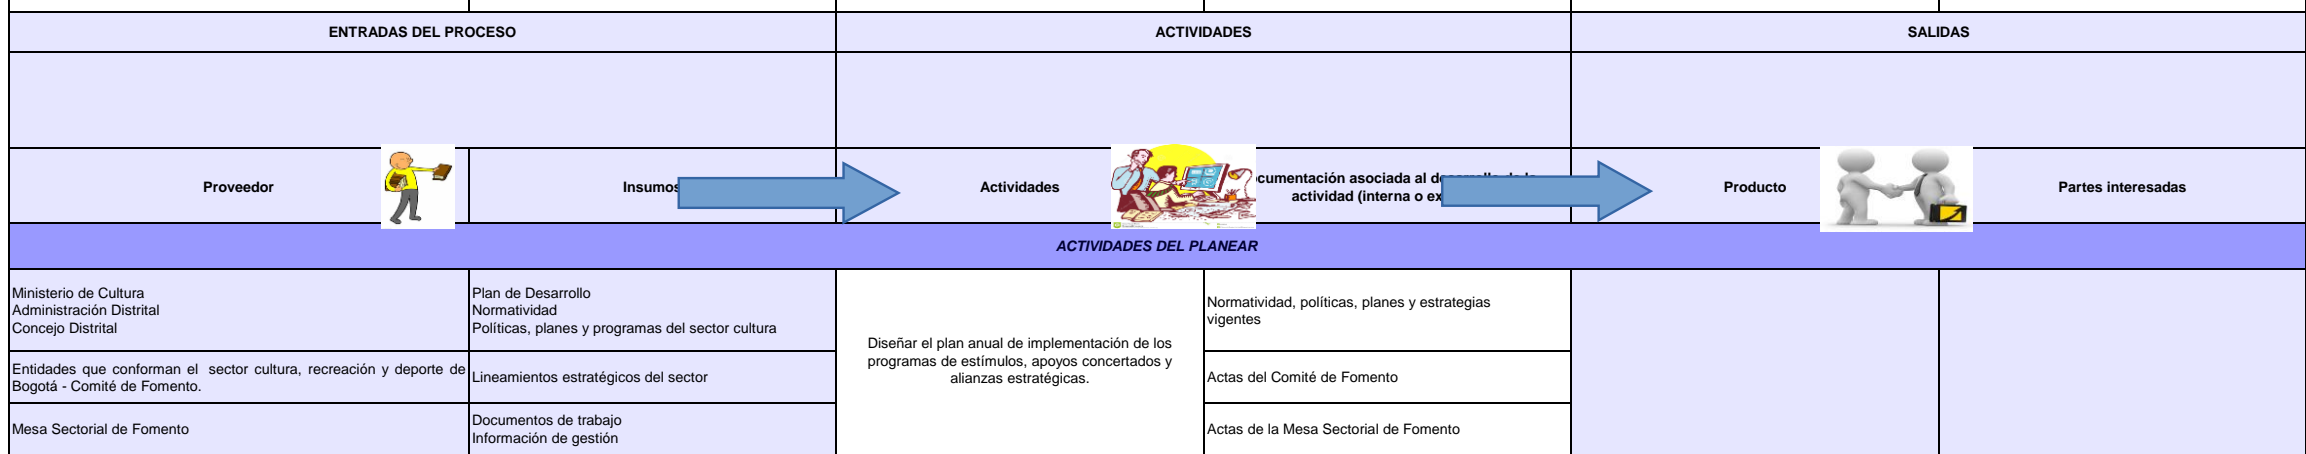 ENTRADAS DEL PROCESO
ACTIVIDADES
SALIDAS
Proveedor
Insumos
Actividades
cumentación asociada al
actividad (interna o ex
Producto
Partes interesadas
ACTIVIDADES DEL PLANEAR
Ministerio de Cultura
Administración Distrital
Concejo Distrital
Plan de Desarrollo
Normatividad
Políticas, planes y programas del sector cultura
Diseñar el plan anual de implementación de los
programas de estímulos, apoyos concertados y
alianzas estratégicas.
Normatividad, políticas, planes y estrategias
vigentes
Entidades que conforman el sector cultura, recreación y deporte de
Bogotá - Comité de Fomento.
Lineamientos estratégicos del sector
Actas del Comité de Fomento
Mesa Sectorial de Fomento
Documentos de trabajo
Información de gestión
Actas de la Mesa Sectorial de Fomento